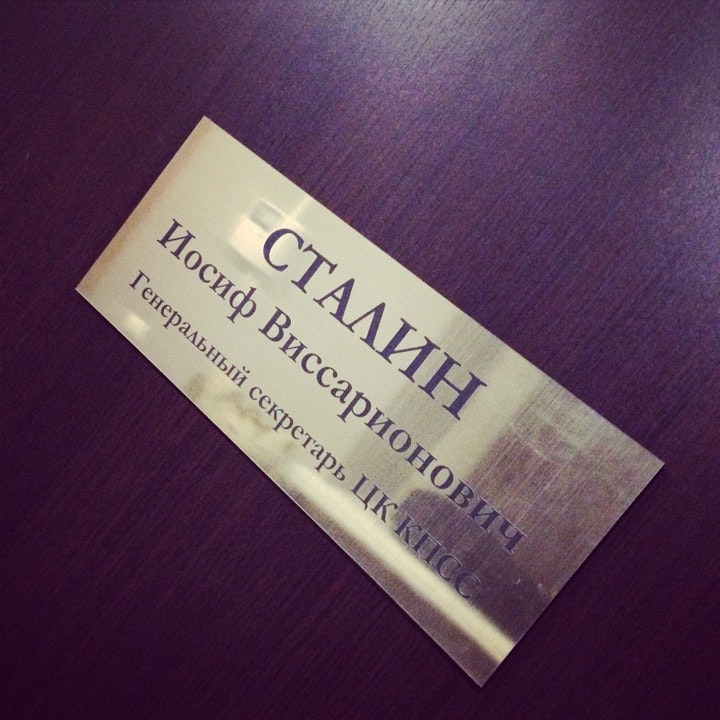 СТАЛИН
Иосиф Виссарионович
Генеральный секретарь ЦК КПСС